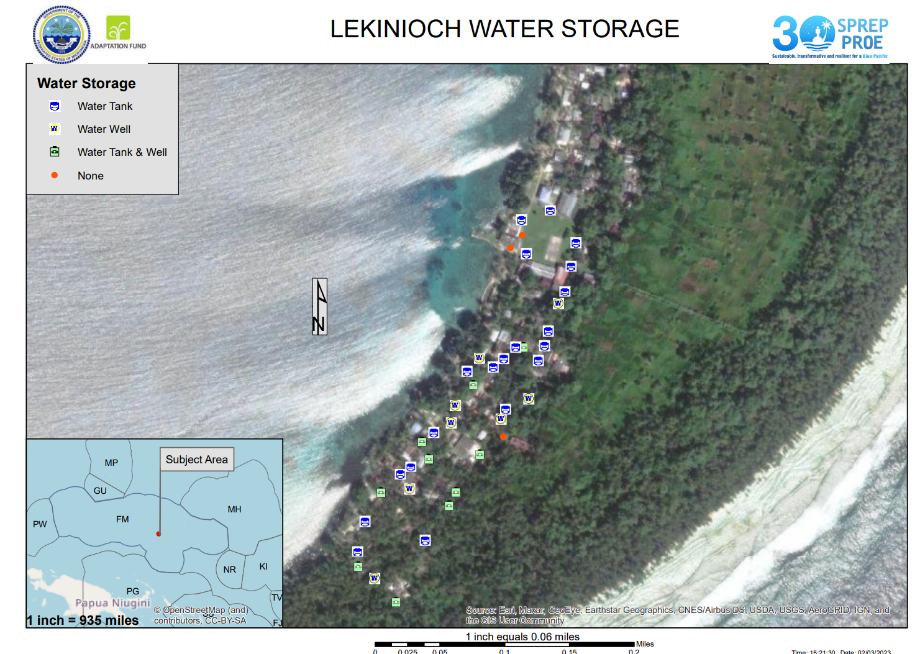 ADAPTATION FUND
LEKINIOCH WATER STORAGE
30 SPREP
PROE
Sustainable, transformative and resilient for a Blue Pacific
Water Storage
Water Tank
W Water Well
Water Tank & Well
None
N
Subject Area
MP
GU
MH
PW
FM
NR
KI
PG
Papua Niugini
TV
FJ
© OpenStreetMap (and)
contributors, CC-BY-SA
1 inch = 935 miles
Source: Esri, Maxar, GeoEye, Earthstar Geographics, CNES/Airbus DS, USDA, USGS, AeroGRID, IGN, and
the GIS User Community
1 inch equals 0.06 miles
Miles
0 0.025 0.05 0.1 0.15 0.2
Time: 15:21:30 Date: 02/03/2023